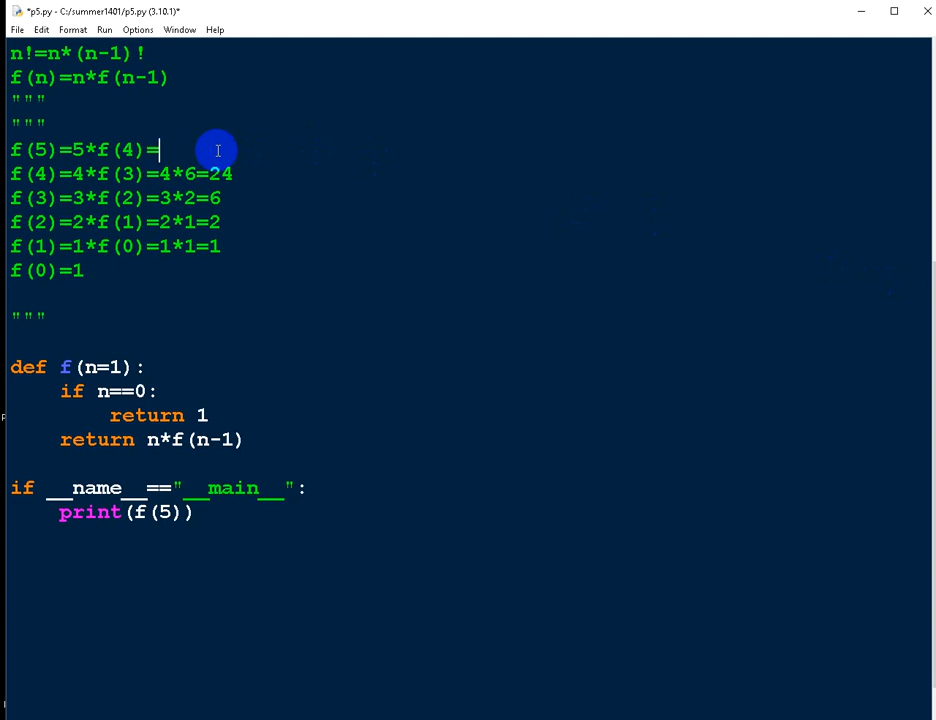 *p5.py - C:/summer1401/p5.py (3.10.1)*
File Edit Format Run Options Window Help
n!=n*(n-1)!
f(n)=n*f(n-1)
"""
"""
f(5)=5*f(4)=
f(4)=4*f(3)=4*6=24
f(3)=3*f(2)=3*2=6
f(2)=2*f(1)=2*1=2
f(1)=1*f(0)=1*1=1
f(0)=1
"""
def f(n=1):
    if n==0:
        return 1
    return n*f(n-1)
if __name__=="__main__":
    print(f(5))